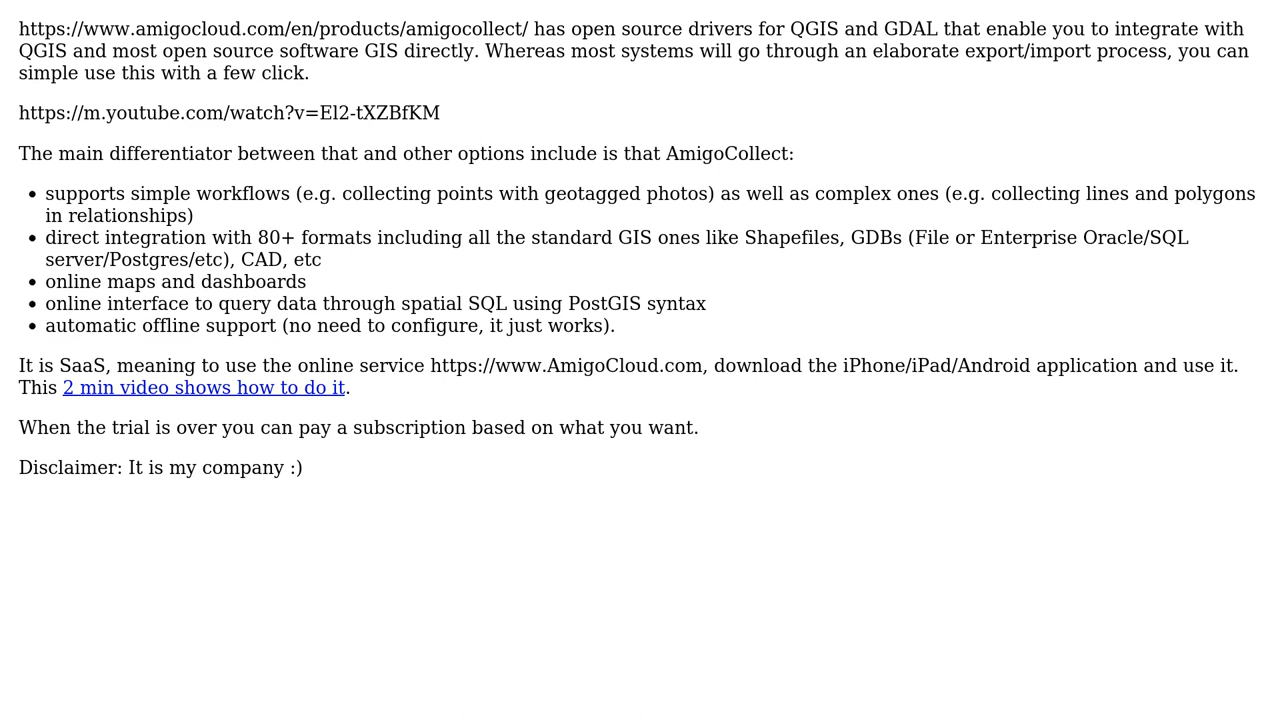 https://www.amigocloud.com/en/products/amigocollect/ has open source drivers for QGIS and GDAL that enable you to integrate with
QGIS and most open source software GIS directly. Whereas most systems will go through an elaborate export/import process, you can
simple use this with a few click.
https://m.youtube.com/watch?v=El2-tXZBfKM
The main differentiator between that and other options include is that AmigoCollect:
• supports simple workflows (e.g. collecting points with geotagged photos) as well as complex ones (e.g. collecting lines and polygons
in relationships)
• direct integration with 80+ formats including all the standard GIS ones like Shapefiles, GDBs (File or Enterprise Oracle/SQL
server/Postgres/etc), CAD, etc
• online maps and dashboards
• online interface to query data through spatial SQL using PostGIS syntax
• automatic offline support (no need to configure, it just works).
It is SaaS, meaning to use the online service https://www.AmigoCloud.com, download the iPhone/iPad/Android application and use it.
This 2 min video shows how to do it.
When the trial is over you can pay a subscription based on what you want.
Disclaimer: It is my company :)